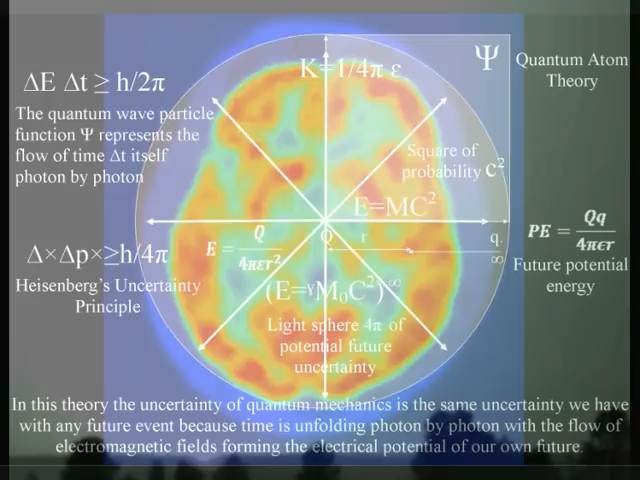 K=1/4π ε
Ψ
Quantum Atom
Theory
ΔE Δt ≥ h/2π
The quantum wave particle
function Ψ represents the
flow of time Δt itself
photon by photon
Square of
probability c²
E=MC²
Δ×Δp×≥h/4π
Heisenberg's Uncertainty
Principle
E = Q/4πεr²
Q r q.
∞
PE = Qq/4πεr
Future potential
energy
(E=γM₀C²)∞
Light sphere 4π of
potential future
uncertainty
In this theory the uncertainty of quantum mechanics is the same uncertainty we have
with any future event because time is unfolding photon by photon with the flow of
electromagnetic fields forming the electrical potential of our own future.